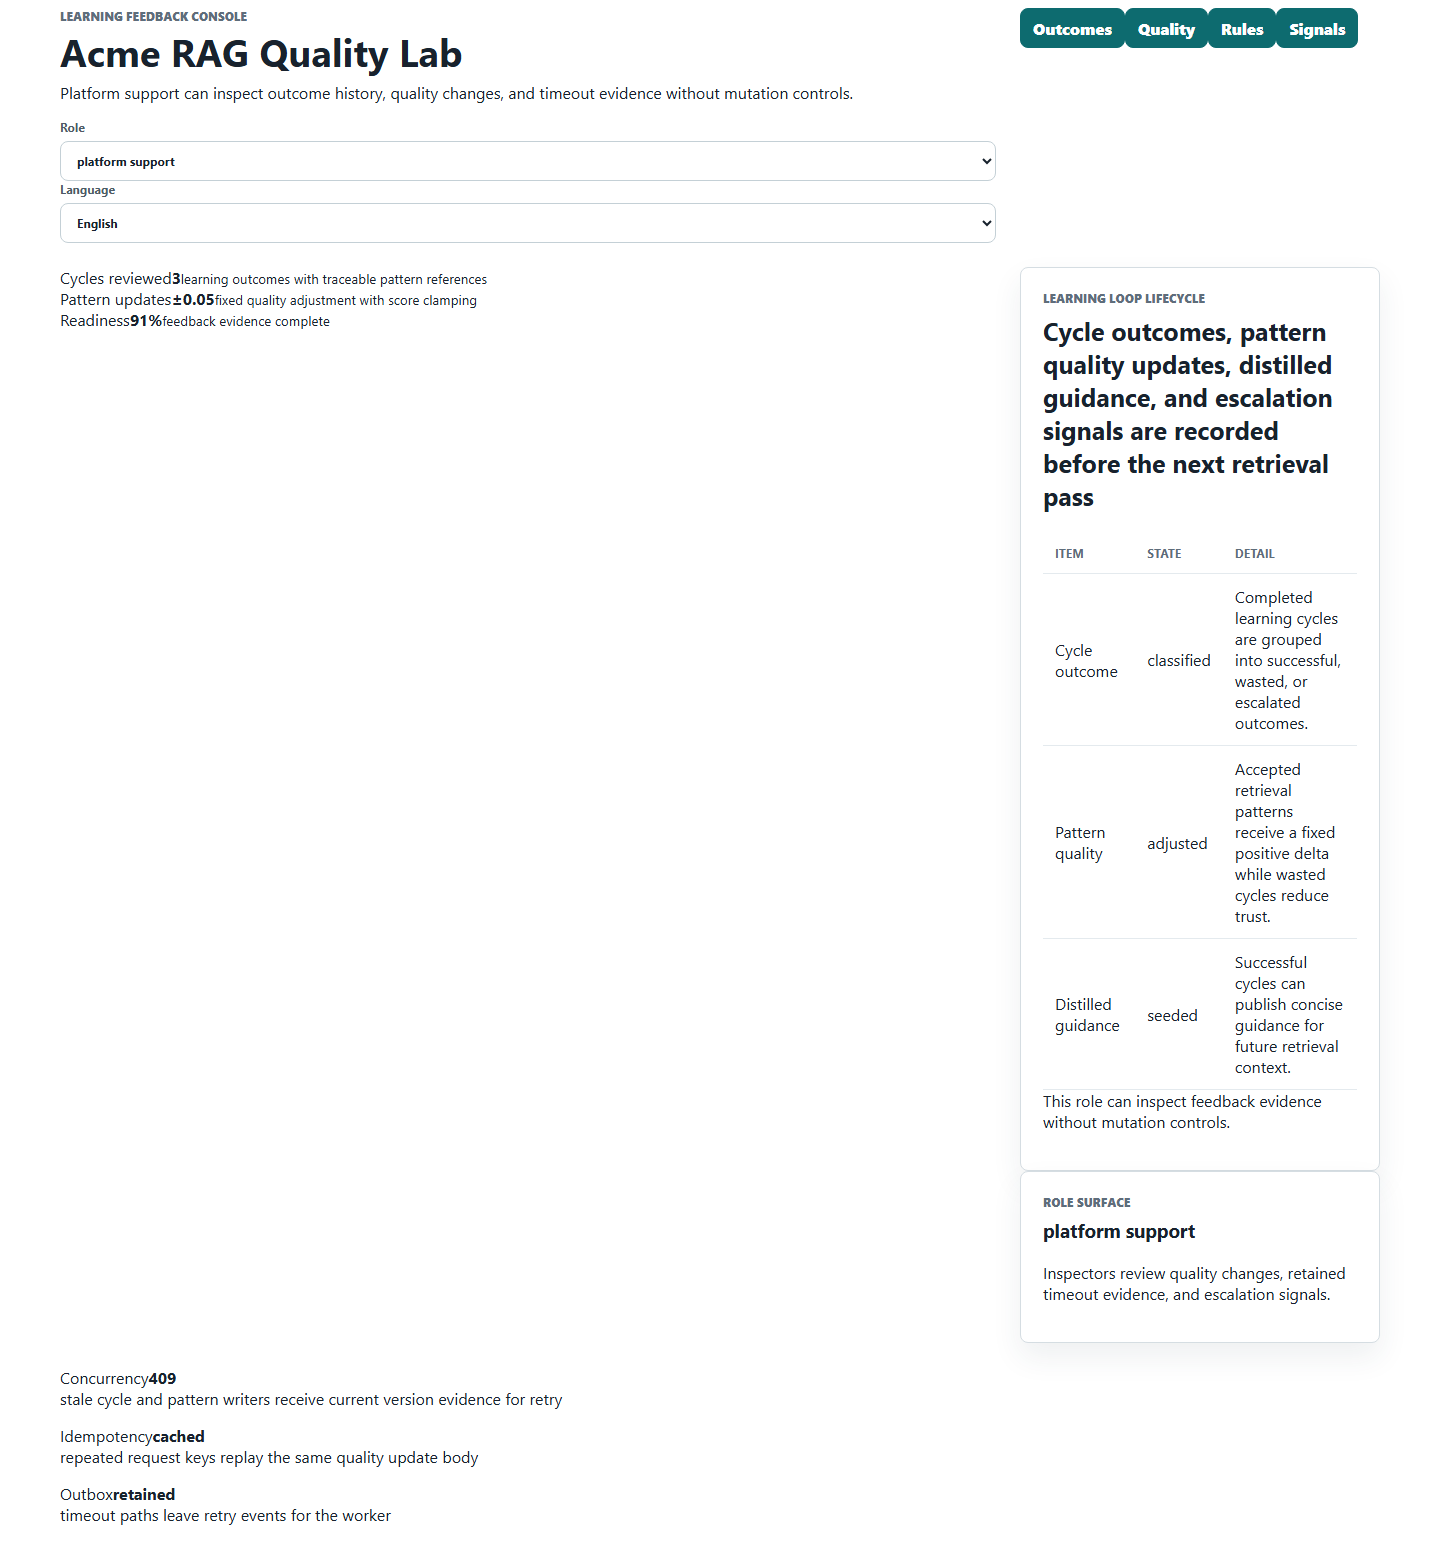 LEARNING FEEDBACK CONSOLE
Acme RAG Quality Lab
Platform support can inspect outcome history, quality changes, and timeout evidence without mutation controls.
Outcomes Quality Rules Signals
Role
platform support
Language
English
Cycles reviewed3learning outcomes with traceable pattern references
Pattern updates±0.05fixed quality adjustment with score clamping
Readiness91%feedback evidence complete
LEARNING LOOP LIFECYCLE
Cycle outcomes, pattern
quality updates, distilled
guidance, and escalation
signals are recorded
before the next retrieval
pass
ITEM STATE DETAIL
Cycle
outcome
classified
Completed
learning cycles
are grouped
into successful,
wasted, or
escalated
outcomes.
Pattern
quality
adjusted
Accepted
retrieval
patterns
receive a fixed
positive delta
while wasted
cycles reduce
trust.
Distilled
guidance
seeded
Successful
cycles can
publish concise
guidance for
future retrieval
context.
This role can inspect feedback evidence
without mutation controls.
ROLE SURFACE
platform support
Inspectors review quality changes, retained
timeout evidence, and escalation signals.
Concurrency409
stale cycle and pattern writers receive current version evidence for retry
Idempotencycached
repeated request keys replay the same quality update body
Outboxretained
timeout paths leave retry events for the worker